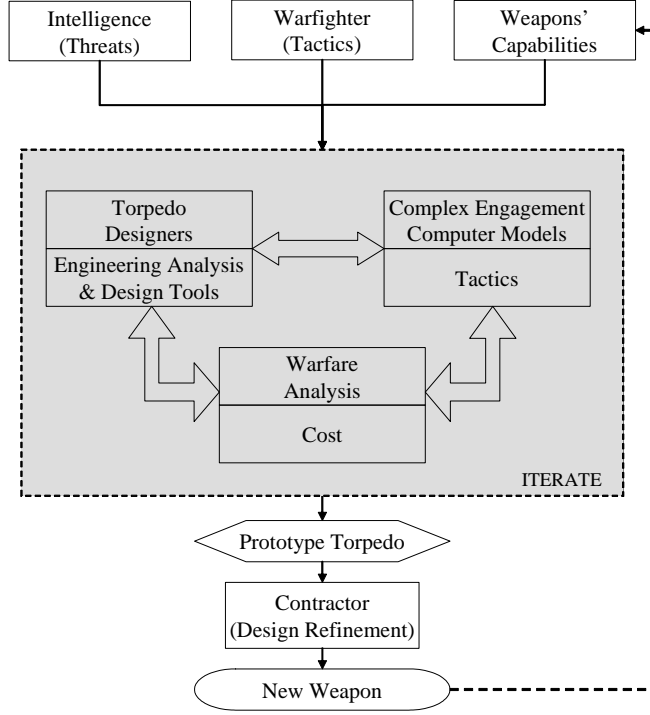 Intelligence
(Threats)
Warfighter
(Tactics)
Weapons’
Capabilities
Torpedo
Designers
Engineering Analysis
& Design Tools
Complex Engagement
Computer Models
Tactics
Warfare
Analysis
Cost
ITERATE
Prototype Torpedo
Contractor
(Design Refinement)
New Weapon